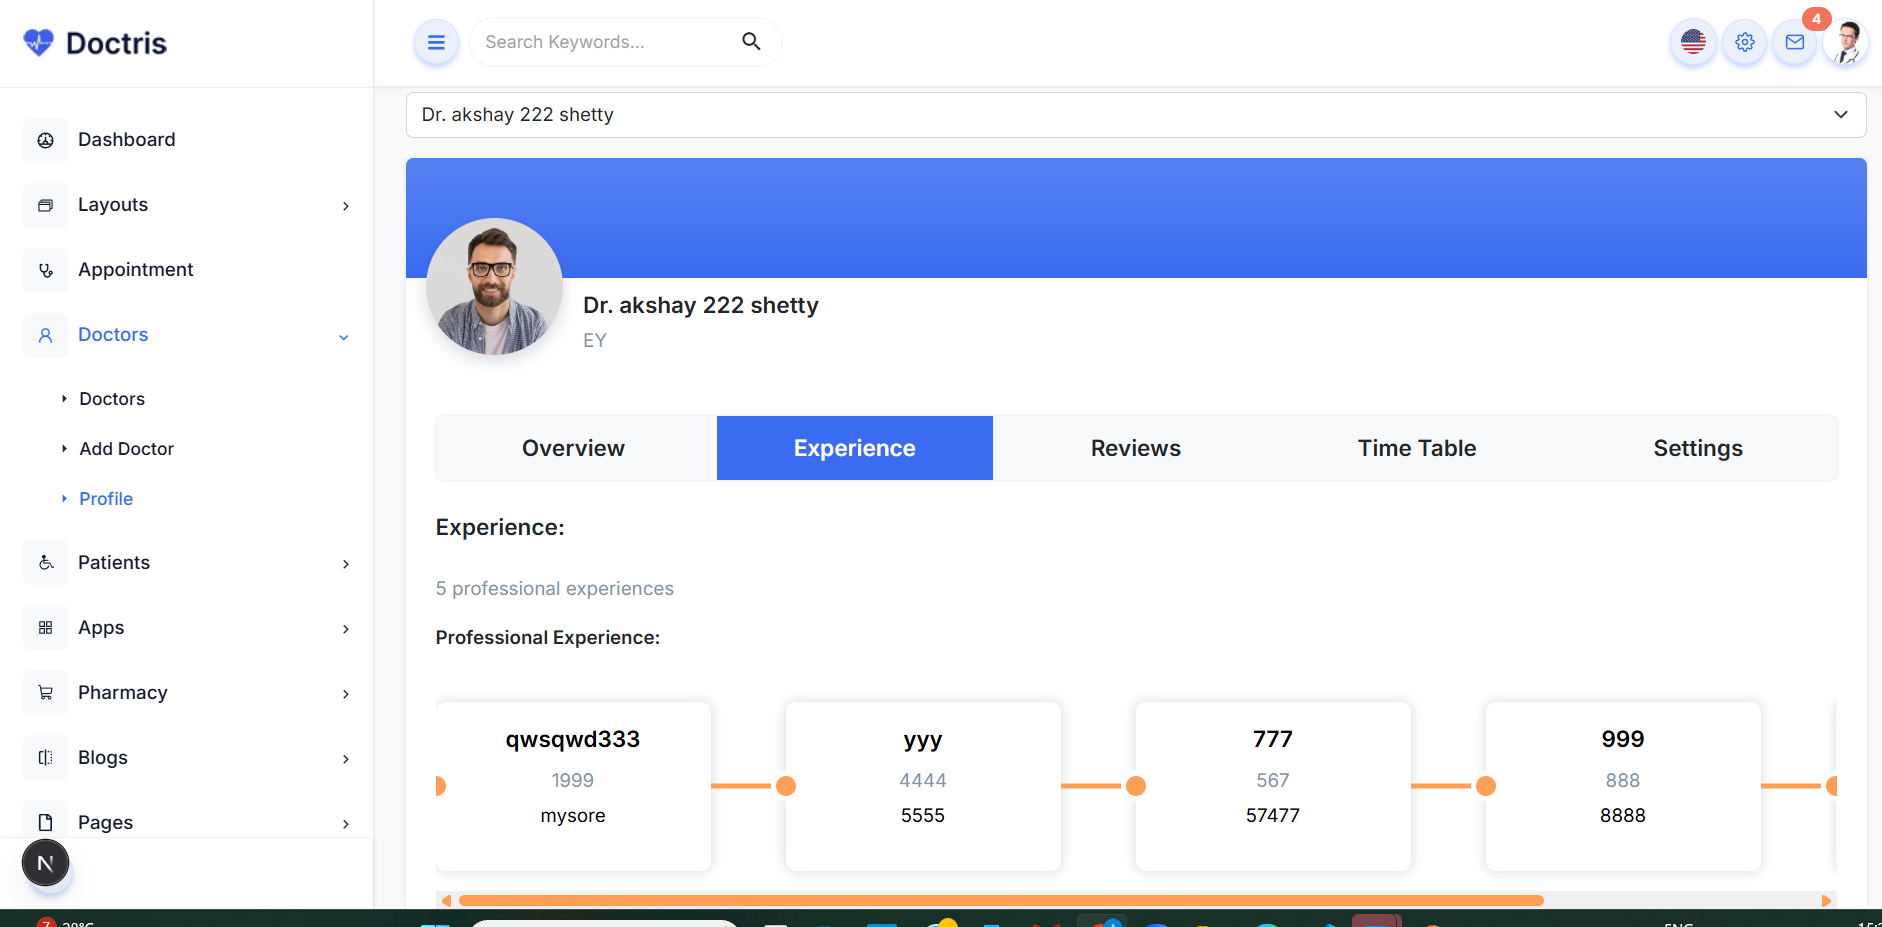 Doctris
Search Keywords...
4
Dr. akshay 222 shetty
Dashboard
Layouts
Appointment
Doctors
Doctors
Add Doctor
Profile
Patients
Apps
Pharmacy
Blogs
Pages
N
Dr. akshay 222 shetty
EY
Overview
Experience
Reviews
Time Table
Settings
Experience:
5 professional experiences
Professional Experience:
qwsqwd333
1999
mysore
yyy
4444
5555
777
567
57477
999
888
8888